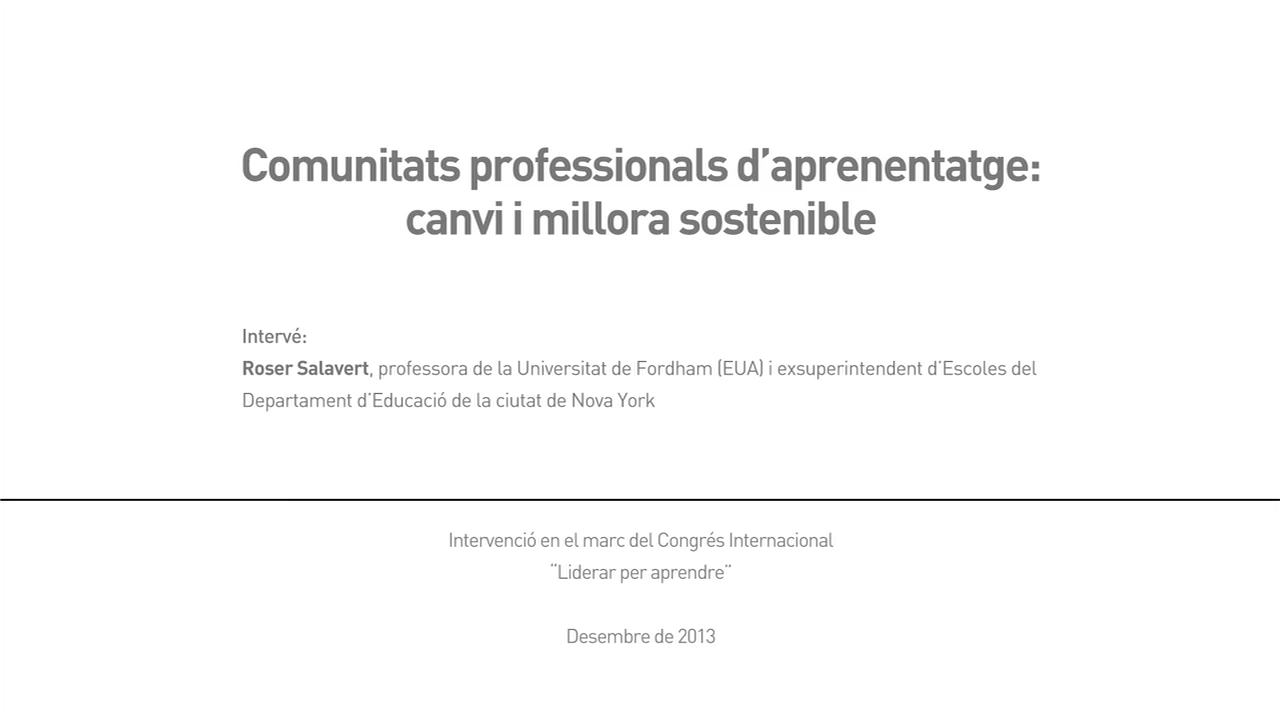 Comunitats professionals d’aprenentatge:
canvi i millora sostenible
Intervé:
Roser Salavert, professora de la Universitat de Fordham (EUA) i exsuperintendent d’Escoles del
Departament d’Educació de la ciutat de Nova York
Intervenció en el marc del Congrés Internacional
“Liderar per aprendre”
Desembre de 2013